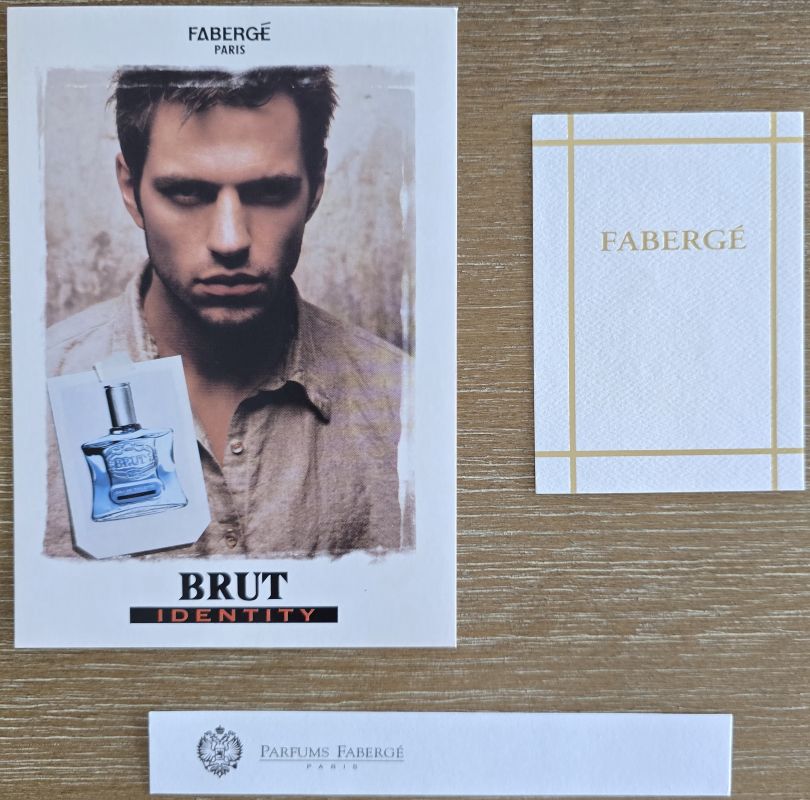 FABERGÉ
PARIS
BRUT
BRUT
IDENTITY
FABERGÉ
PARFUMS FABERGÉ
PARIS